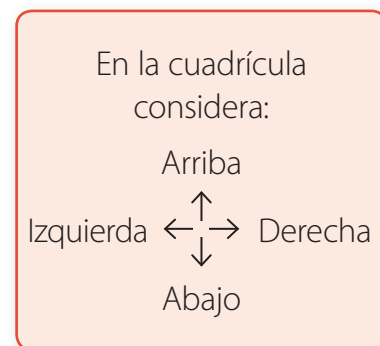 En la cuadrícula
considera:
Arriba
Izquierda ← → Derecha
Abajo